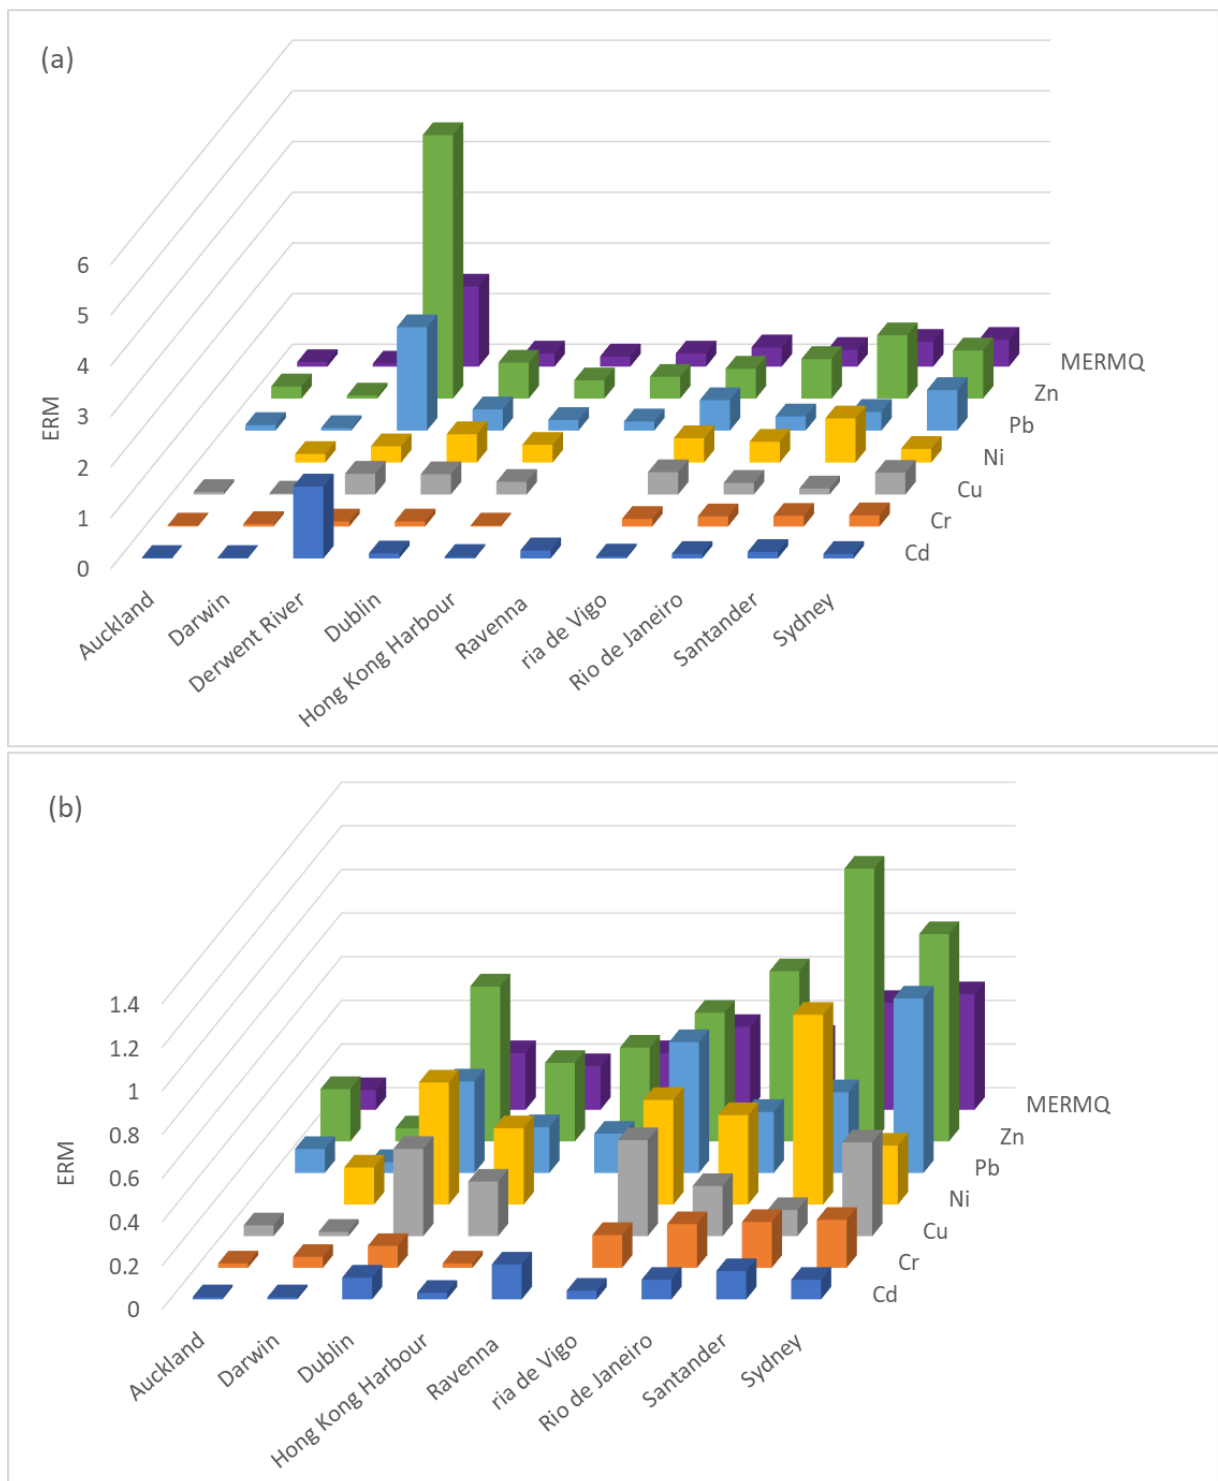 (a)
6
5
4
3
2
1
0
ERM
MERMQ
Zn
Pb
Ni
Cu
Cr
Cd
Auckland
Darwin
Derwent River
Dublin
Hong Kong Harbour
Ravenna
ria de Vigo
Rio de Janeiro
Santander
Sydney
(b)
1.4
1.2
1
0.8
0.6
0.4
0.2
0
ERM
MERMQ
Zn
Pb
Ni
Cu
Cr
Cd
Auckland
Darwin
Dublin
Hong Kong Harbour
Ravenna
ria de Vigo
Rio de Janeiro
Santander
Sydney